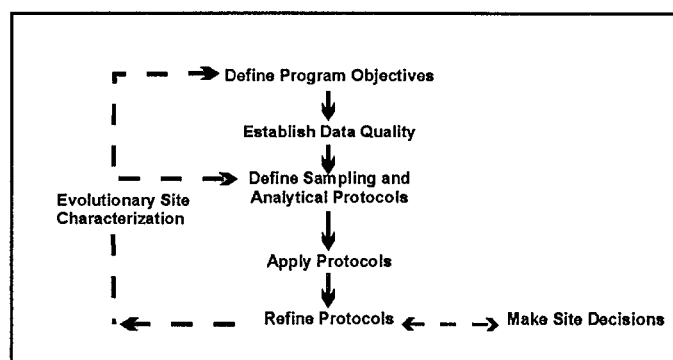 Define Program Objectives
Establish Data Quality
Define Sampling and
Analytical Protocols
Evolutionary Site
Characterization
Apply Protocols
Refine Protocols
Make Site Decisions